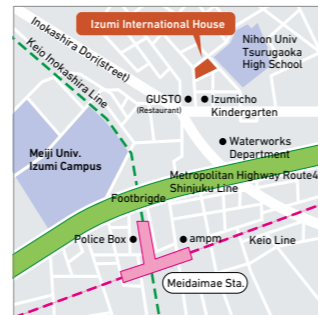 Izumi International House
Inokashira Dori(street)
Keio Inokashira Line
Nihon Univ
Tsurugaoka
High School
GUSTO
(Restaurant)
Izumicho
Kindergarten
Meiji Univ.
Izumi Campus
Waterworks
Department
Metropolitan Highway Route4
Shinjuku Line
Footbrigde
Police Box
ampm
Keio Line
Meidaimae Sta.